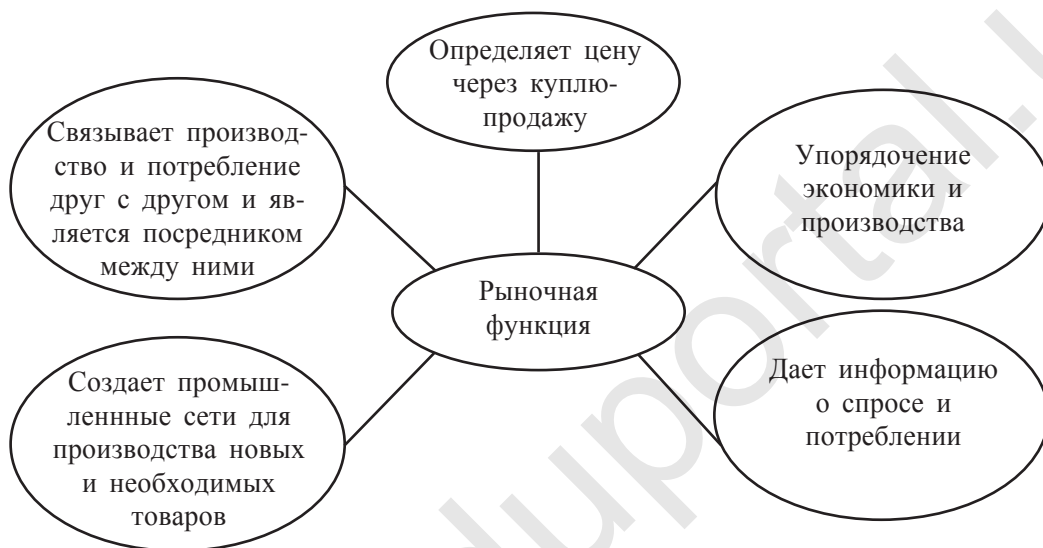 Определяет цену
через куплю-
продажу
Связывает производ-
ство и потребление
друг с другом и яв-
ляется посредником
между ними
Упорядочение
экономики и
производства
Рыночная
функция
Создает промыш-
леннные сети для
производства новых
и необходимых
товаров
Дает информацию
о спросе и
потреблении
duportal.